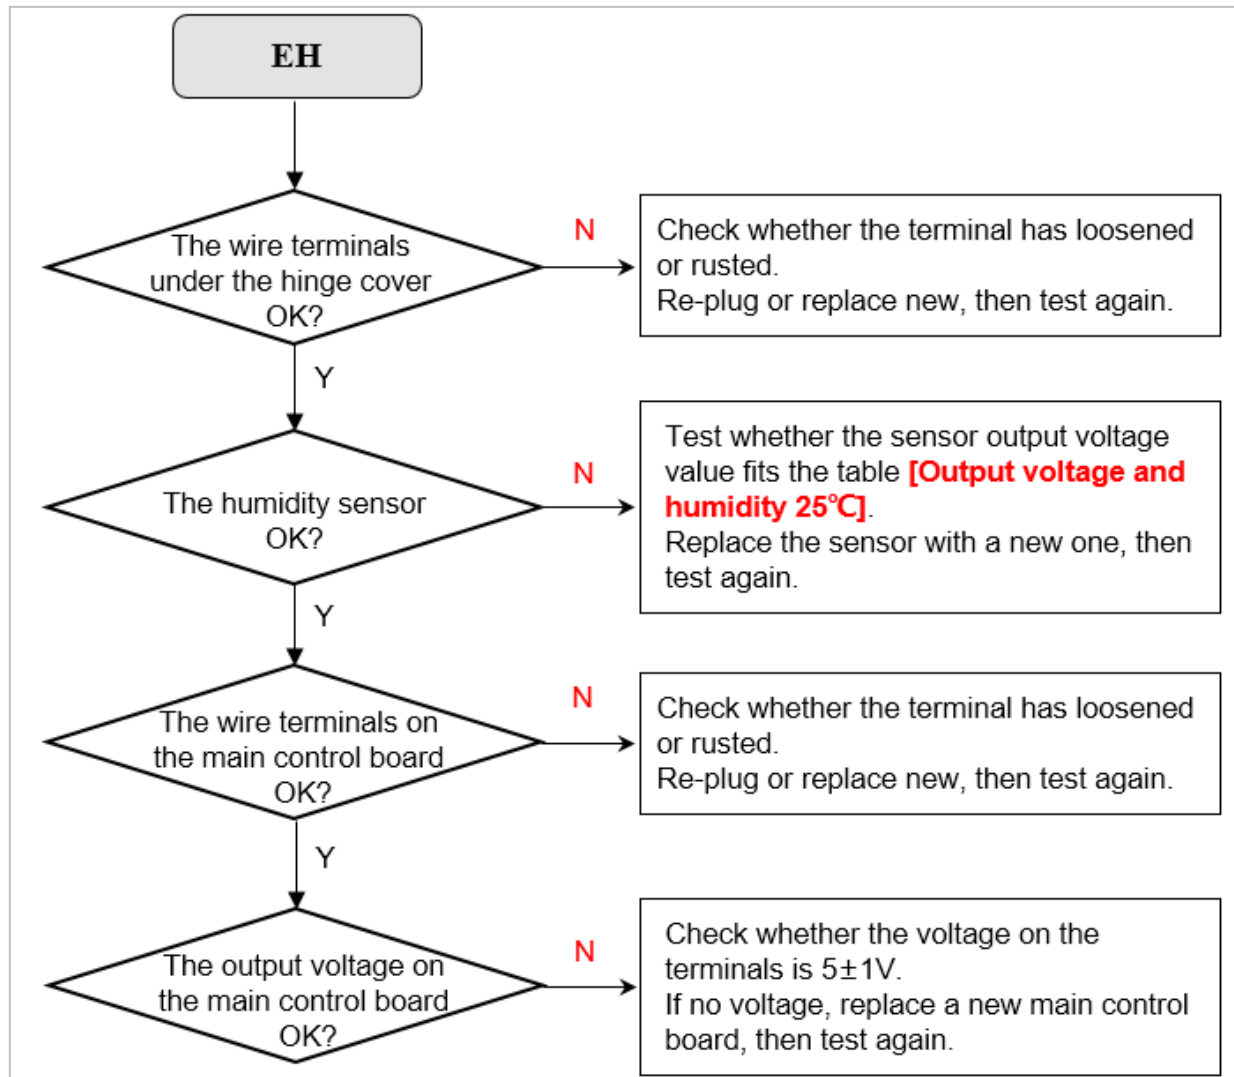 EH
The wire terminals
under the hinge cover
OK?
N
Check whether the terminal has loosened
or rusted.
Re-plug or replace new, then test again.
Y
The humidity sensor
OK?
N
Test whether the sensor output voltage
value fits the table [Output voltage and
humidity 25℃].
Replace the sensor with a new one, then
test again.
Y
The wire terminals on
the main control board
OK?
N
Check whether the terminal has loosened
or rusted.
Re-plug or replace new, then test again.
Y
The output voltage on
the main control board
OK?
N
Check whether the voltage on the
terminals is 5±1V.
If no voltage, replace a new main control
board, then test again.